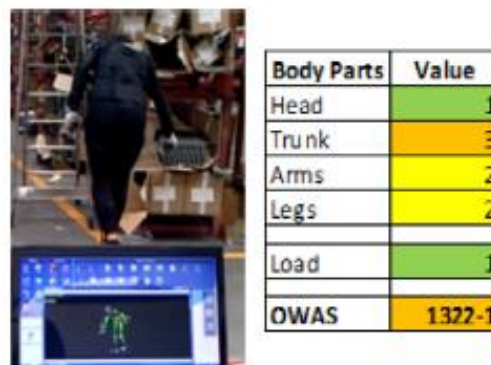 Body Parts Value
Head 1
Trunk 3
Arms 2
Legs 2
Load 1
OWAS 1322-1